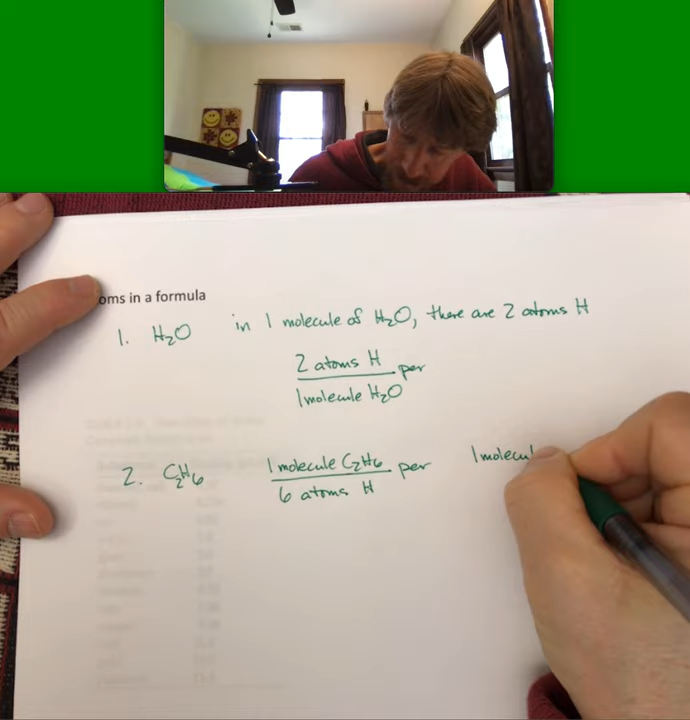 oms in a formula
1. H₂O in 1 molecule of H₂O, there are 2 atoms H
2 atoms H
per
1 molecule H₂O
2. C₂H₆ 1 molecule C₂H₆ per 1 molecul
6 atoms H